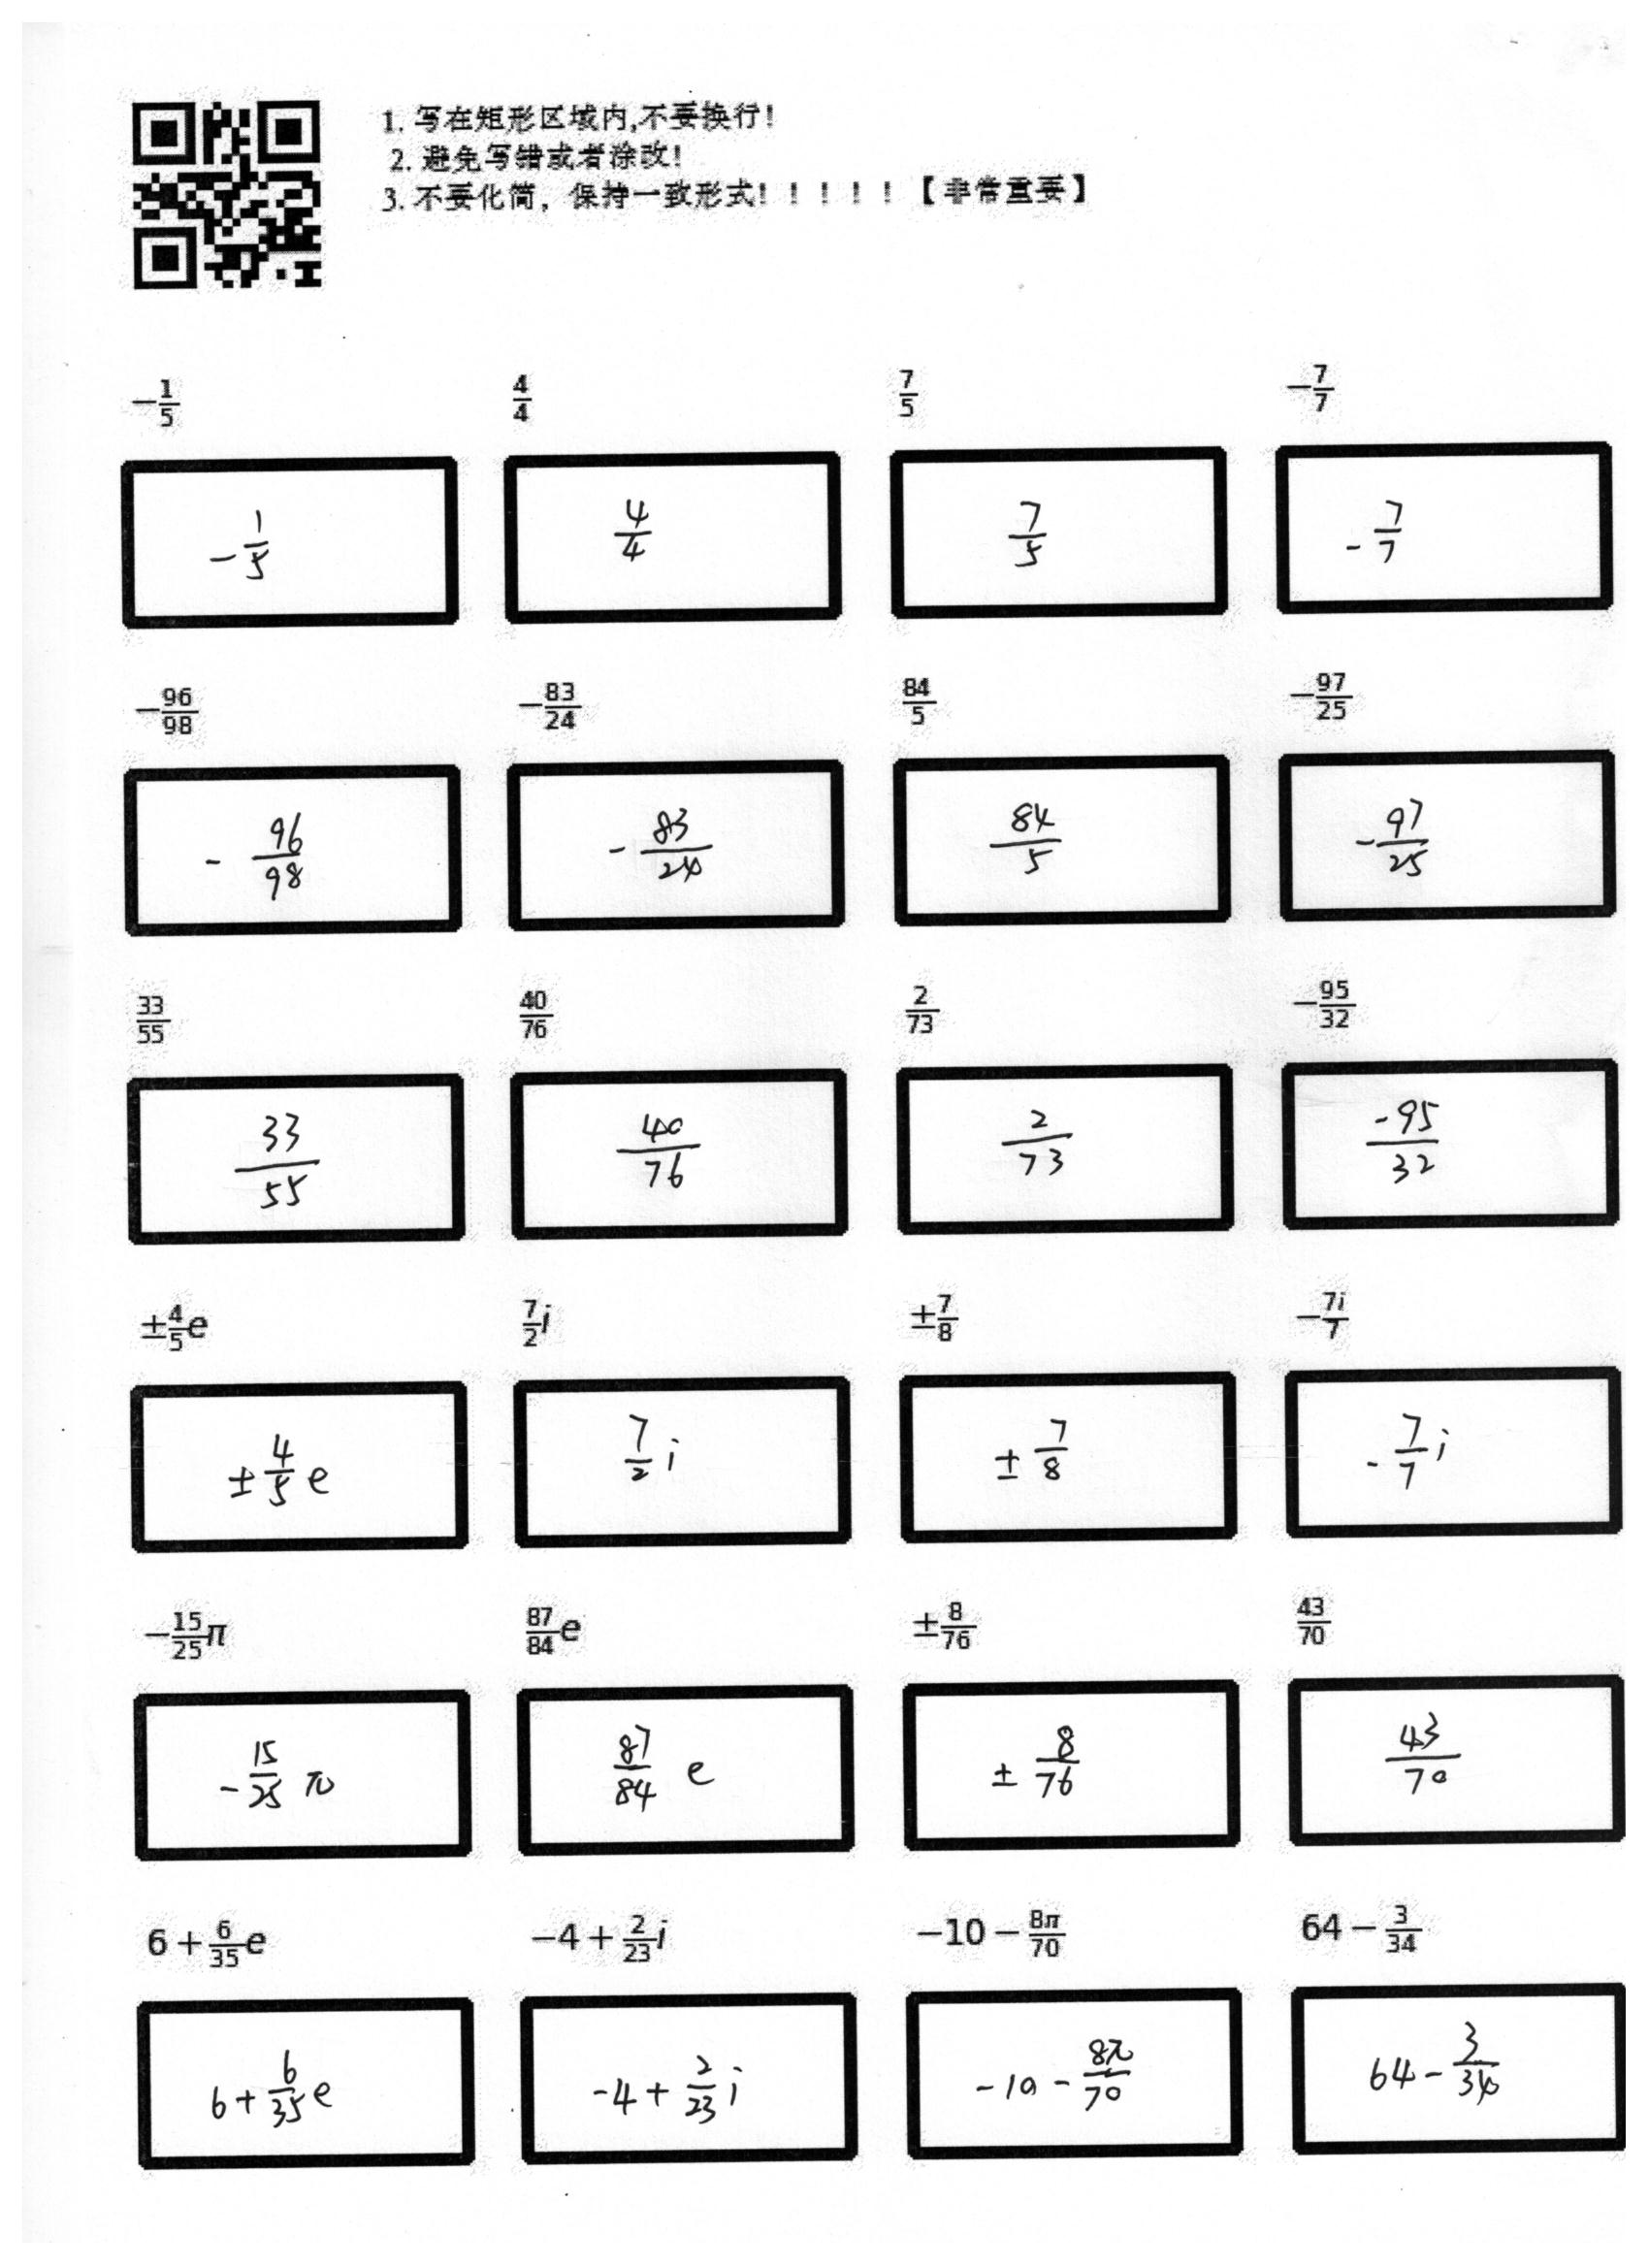 1. 写在矩形区域内,不要换行!
2. 避免写错或者涂改!
3. 不要化简，保持一致形式! ! ! ! ! 【非常重要】
$-\frac{1}{5}$ $\frac{4}{4}$ $\frac{7}{5}$ $-\frac{7}{7}$
$-\frac{1}{5}$ $\frac{4}{4}$ $\frac{7}{5}$ $-\frac{7}{7}$
$-\frac{96}{98}$ $-\frac{83}{24}$ $\frac{84}{5}$ $-\frac{97}{25}$
$-\frac{96}{98}$ $-\frac{83}{24}$ $\frac{84}{5}$ $-\frac{97}{25}$
$\frac{33}{55}$ $\frac{40}{76}$ $\frac{2}{73}$ $-\frac{95}{32}$
$\frac{33}{55}$ $\frac{40}{76}$ $\frac{2}{73}$ $\frac{-95}{32}$
$\pm\frac{4}{5}e$ $\frac{7}{2}i$ $\pm\frac{7}{8}$ $-\frac{7i}{7}$
$\pm\frac{4}{5}e$ $\frac{7}{2}i$ $\pm\frac{7}{8}$ $-\frac{7}{7}i$
$-\frac{15}{25}\pi$ $\frac{87}{84}e$ $\pm\frac{8}{76}$ $\frac{43}{70}$
$-\frac{15}{25}\pi$ $\frac{87}{84}e$ $\pm\frac{8}{76}$ $\frac{43}{70}$
$6+\frac{6}{35}e$ $-4+\frac{2}{23}i$ $-10-\frac{8\pi}{70}$ $64-\frac{3}{34}$
$6+\frac{6}{35}e$ $-4+\frac{2}{23}i$ $-10-\frac{8\pi}{70}$ $64-\frac{3}{34}$